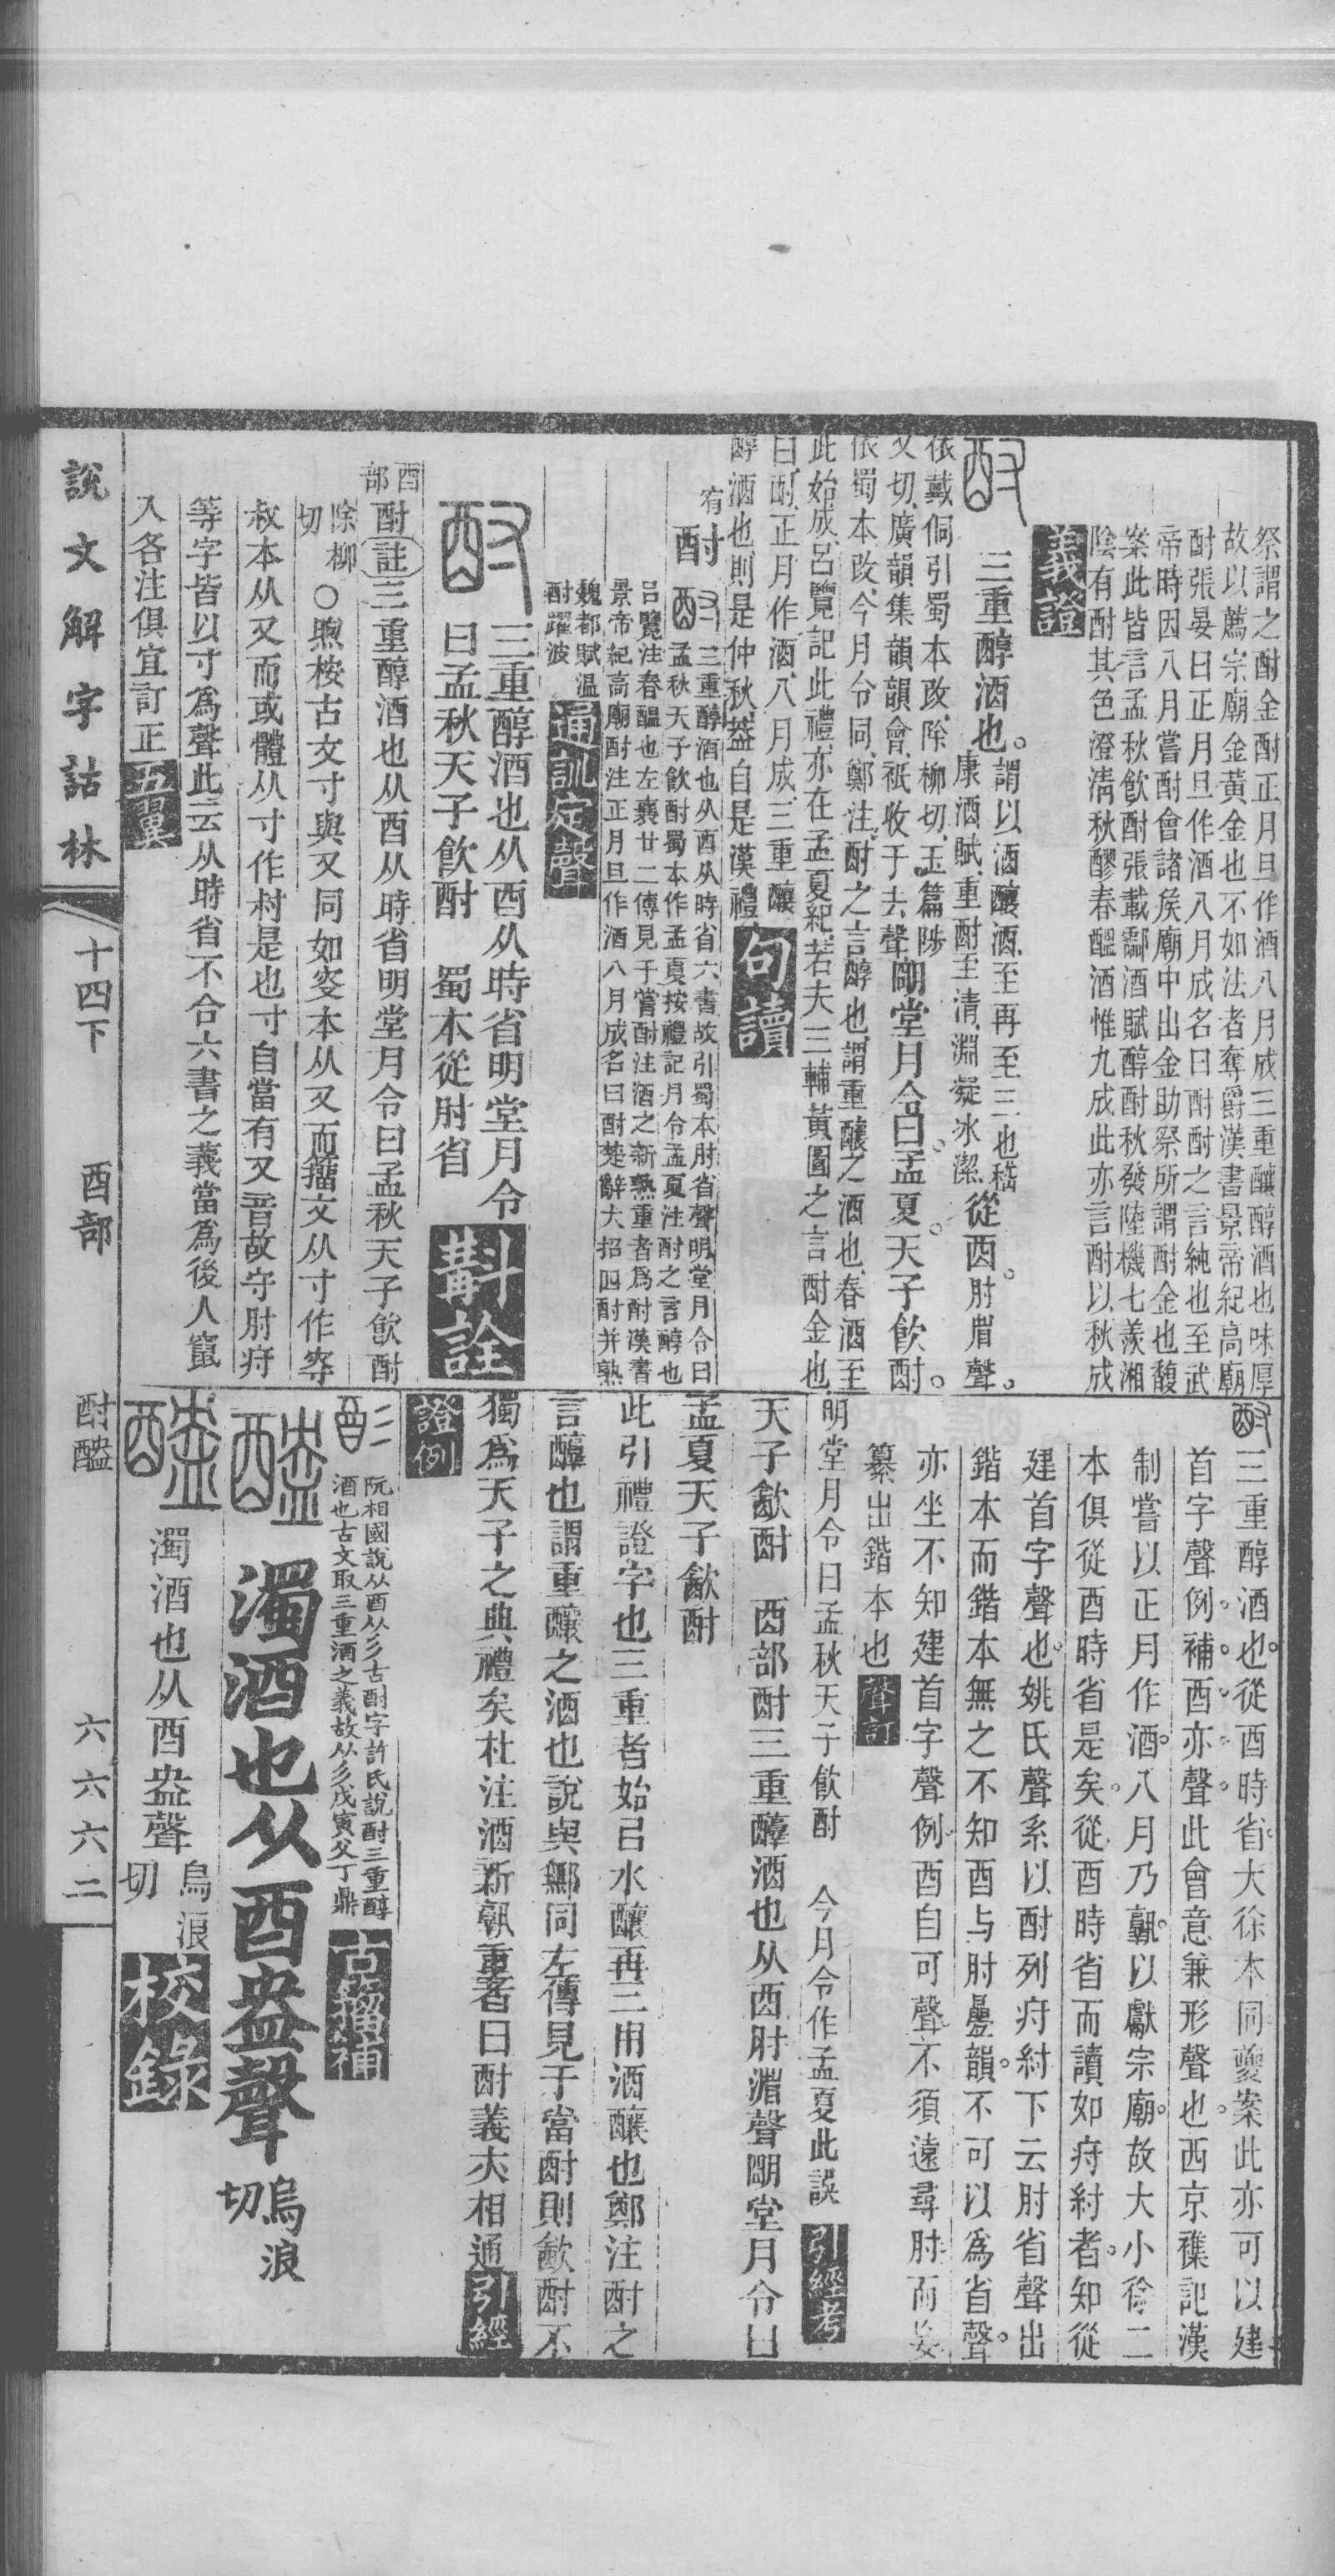 祭謂之酎金酎正月旦作酒八月成三重釀醇酒也味厚
故以薦宗廟金黃金也不如法者奪爵漢書景帝紀高廟
酎張晏曰正月旦作酒八月成名曰酎酎之言純也至武
帝時因八月嘗酎會諸矦廟中出金助祭所謂酎金也馥
案此皆言孟秋飮酎張載酃酒賦醇酎秋發陸機七羨湘
陰有酎其色澄淸秋醪春醞酒惟九成此亦言酎以秋成
義證
三重醇酒也。謂以酒釀酒、至再至三也、嵇
康酒賦、重酎至清、淵凝冰潔、從酉。肘省聲。
依戴侗引蜀本改、除柳切、玉篇陟
又切、廣韻集韻韻會、衹收于去聲、朙堂月令曰。孟夏。天子飮酎。
依蜀本改、今月令同、鄭注、酎之言醇也、謂重釀之酒也、春酒至
此始成、呂覽記此禮、亦在孟夏紀、若夫三輔黃圖之言酎金也、
曰、酎、正月作酒、八月成、三重釀
醇酒也、則是仲秋、葢自是漢禮
句讀
宥
酎
三重醇酒也从酉从時省六書故引蜀本肘省聲明堂月令曰
孟秋天子飮酎蜀本作孟夏按禮記月令孟夏注酎之言醇也
呂覽注春醞也左襄廿二傳見于嘗酎注酒之新熟重者爲酎漢書
景帝紀高廟酎注正月旦作酒八月成名曰酎楚辭大招四酎并熟
魏都賦温
酎躍波
通訓定聲
三重醇酒也从酉从時省明堂月令
曰孟秋天子飮酎 蜀本從肘省
斠詮
酉
部
酎註三重醇酒也从酉从時省明堂月令曰孟秋天子飮酎
除柳
切 〇煦桉古文寸與又同如叜本从又而籒文从寸作㝊
叔本从又而或體从寸作村是也寸自當有又音故守肘疛
等字皆以寸爲聲此云从時省不合六書之義當爲後人竄
入各注俱宜訂正
五翼
三重醇酒也。從酉時省。大徐本同夔案此亦可以建
首字聲例。補。酉。亦聲。此會意兼形聲也。西京襍記漢
制嘗以正月作酒。八月乃孰。以獻宗廟。故大小徐二
本俱從酉時省是矣。從酉時省而讀如疛紂者。知從
建首字聲也。姚氏聲系以酎列疛紂下云肘省聲出
鍇本而鍇本無之不知酉与肘曡韻。不可以爲省聲。
亦坐不知建首字聲例酉自可聲不須遠尋肘而妄
纂出鍇本也
聲訂
明堂月令曰孟秋天子飮酎 今月令作孟夏此誤
引經考
天子㱃酎 酉部酎三重醇酒也从酉肘渻聲朙堂月令曰
孟夏天子㱃酎
此引禮證字也三重者始㠯水釀再三用酒釀也鄭注酎之
言醇也謂重釀之酒也說與鄦同左傳見于嘗酎則㱃酎不
獨爲天子之典禮矣杜注酒新孰重者曰酎義亦相通
引經
證例
阮相國說从酉从彡古酎字許氏說酎三重醇
酒也古文取三重酒之義故从彡戊寅父丁鼎
古籒補
濁酒也从酉盎聲
烏浪
切
濁酒也从酉盎聲
烏浪
切
校錄
說文解字詁林
十四下
酉部
酎醠
六六六二